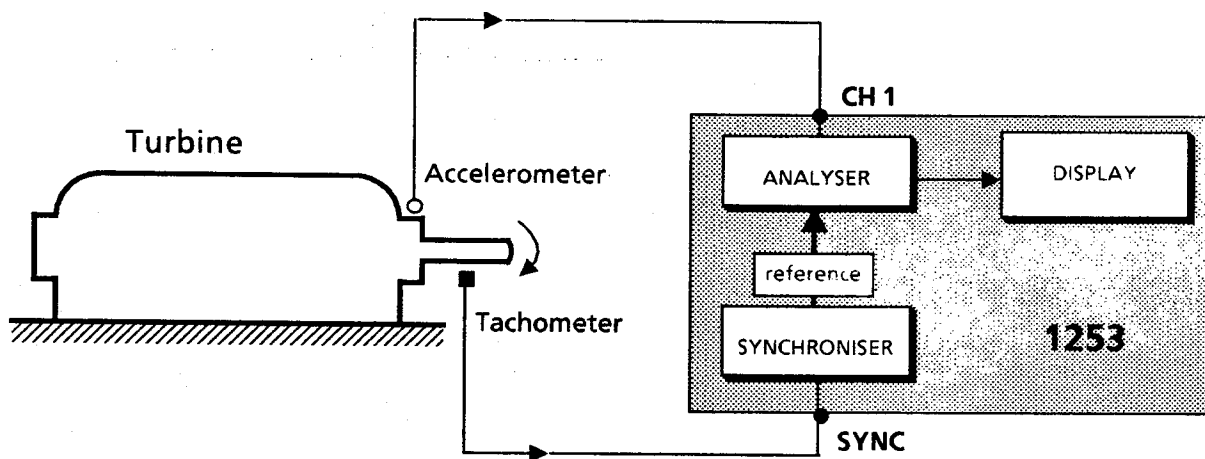 CH 1
Turbine
Accelerometer
ANALYSER
DISPLAY
reference
Tachometer
SYNCHRONISER
1253
SYNC